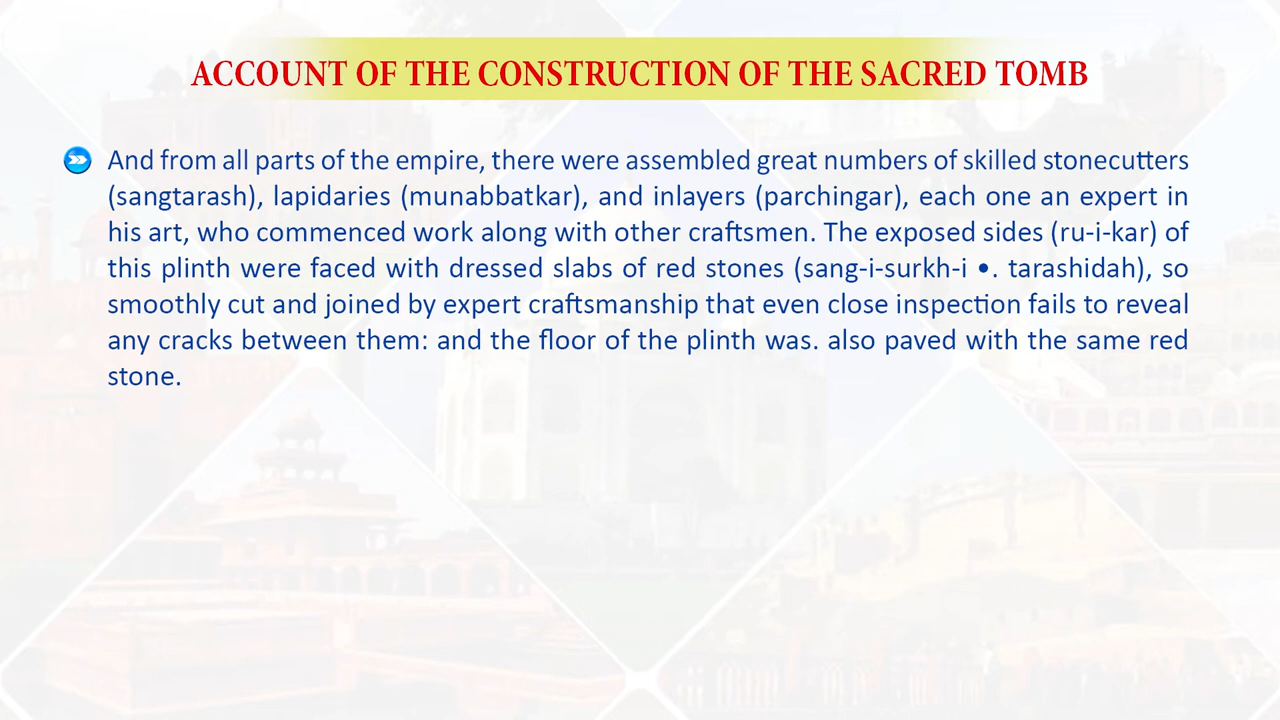 ACCOUNT OF THE CONSTRUCTION OF THE SACRED TOMB
And from all parts of the empire, there were assembled great numbers of skilled stonecutters
(sangtarash), lapidaries (munabbatkar), and inlayers (parchingar), each one an expert in
his art, who commenced work along with other craftsmen. The exposed sides (ru-i-kar) of
this plinth were faced with dressed slabs of red stones (sang-i-surkh-i •. tarashidah), so
smoothly cut and joined by expert craftsmanship that even close inspection fails to reveal
any cracks between them: and the floor of the plinth was. also paved with the same red
stone.